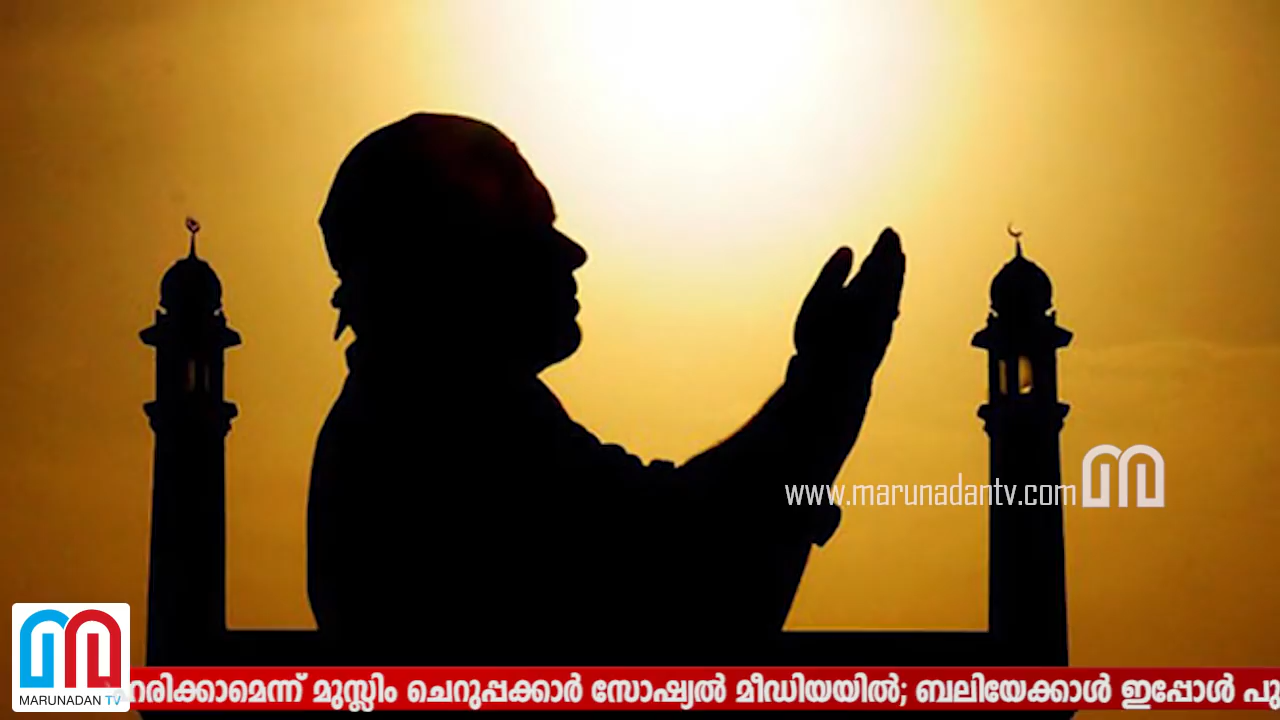 www.marunadantv.com
MARUNADAN TV
രിക്കാമെന്ന് മുസ്ലിം ചെറുപ്പക്കാർ സോഷ്യൽ മീഡിയയിൽ; ബലിയേക്കാൾ ഇപ്പോൾ പു